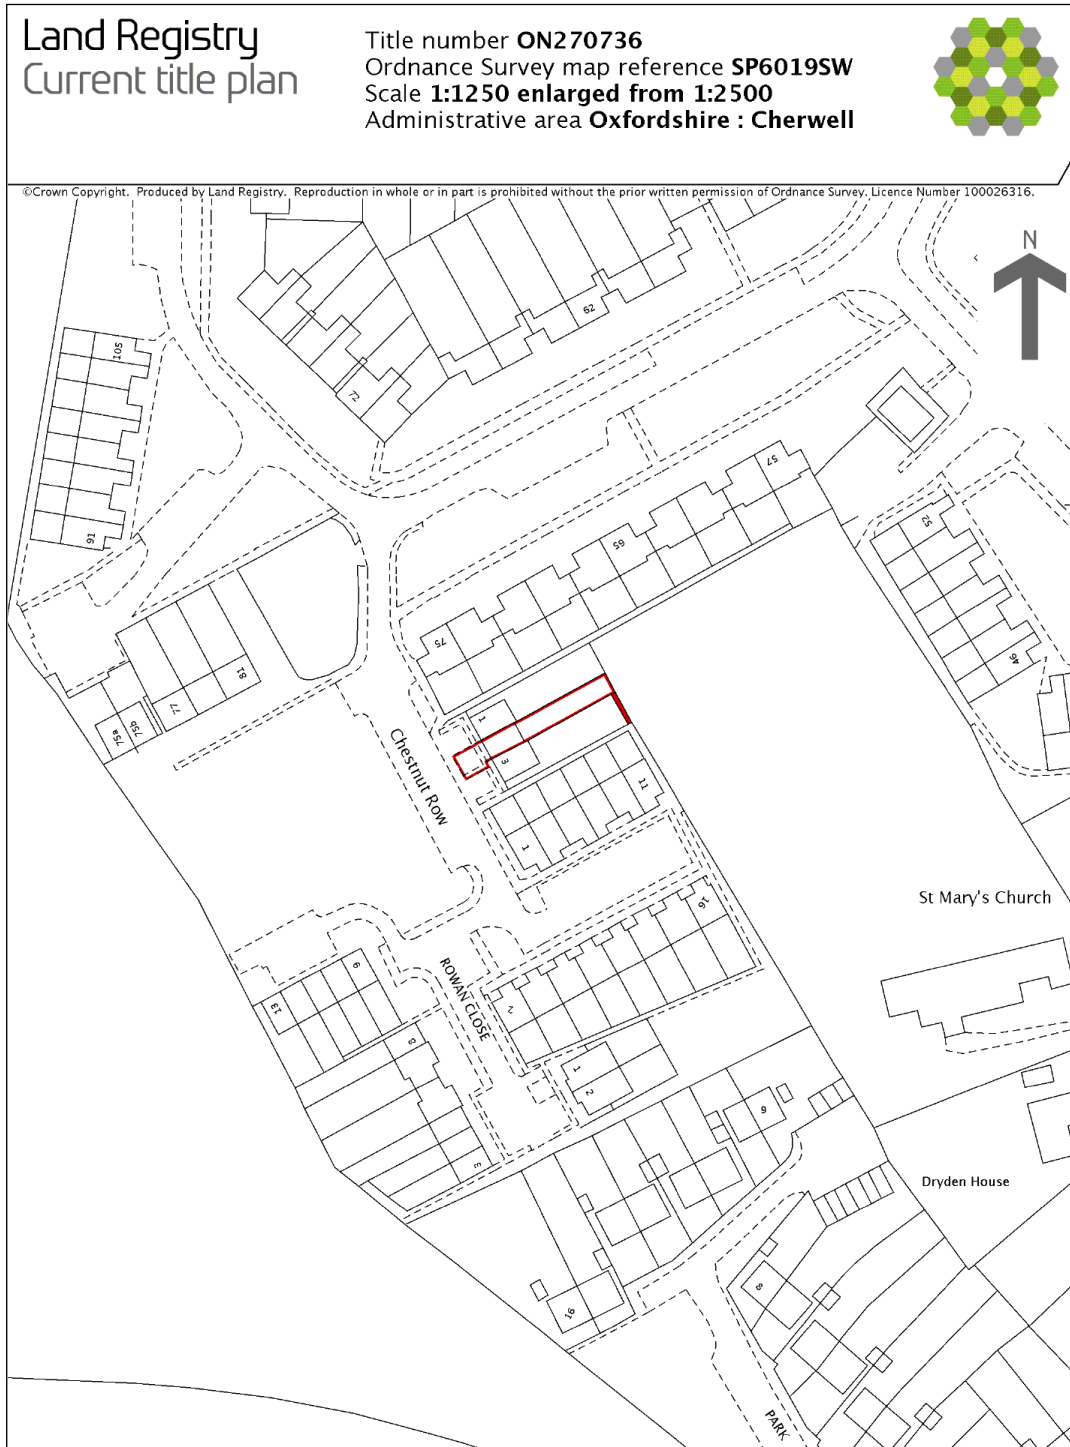 Land Registry
Current title plan
Title number ON270736
Ordnance Survey map reference SP6019SW
Scale 1:1250 enlarged from 1:2500
Administrative area Oxfordshire : Cherwell
©Crown Copyright. Produced by Land Registry. Reproduction in whole or in part is prohibited without the prior written permission of Ordnance Survey. Licence Number 100026316.
N
62
105
72
57
52
91
65
75
46
81
77
75b
75a
1
Chestnut Row
3
11
1
St Mary's Church
16
9
ROWAN CLOSE
13
2
8
1
2
6
3
Dryden House
8
16
PARK